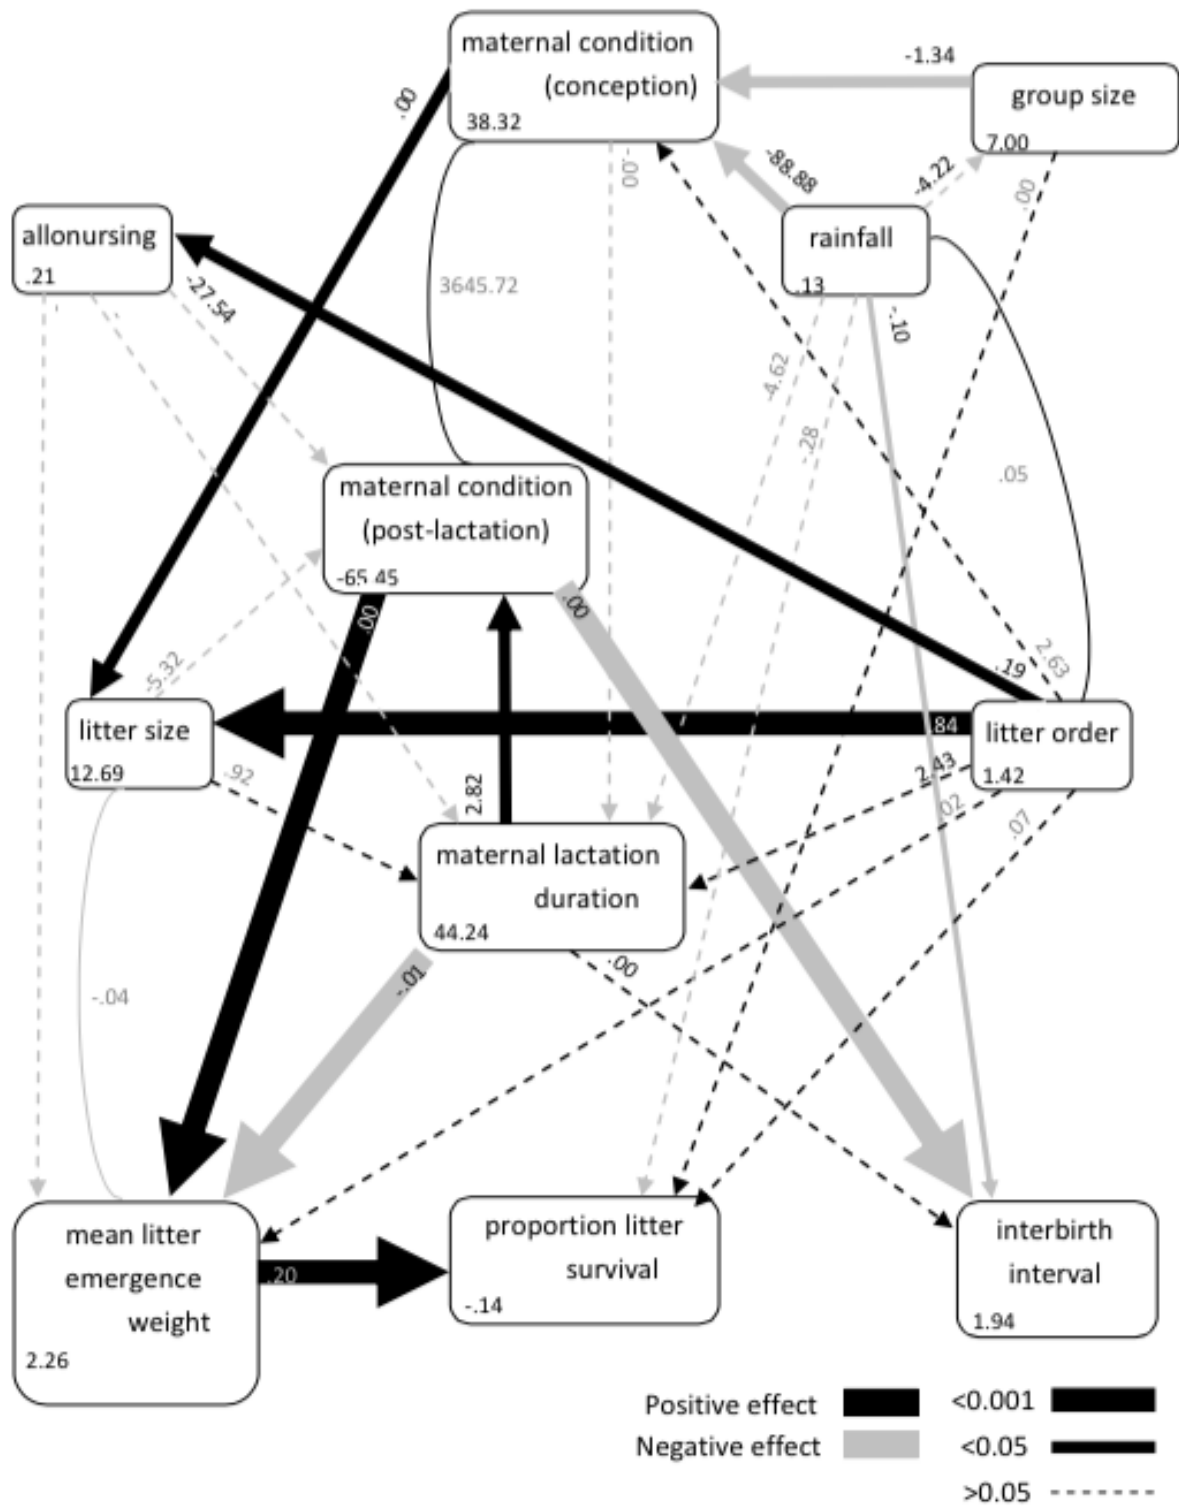 maternal condition
(conception)
38.32
-1.34
group size
7.00
.00
-.00
-88.88
-4.22
.00
allonursing
.21
rainfall
.13
-27.54
3645.72
-.10
-4.62
-.28
.05
maternal condition
(post-lactation)
-65.45
.00
.00
-5.32
.19
2.63
litter size
12.69
.84
litter order
1.42
.92
2.82
2.43
.02
.07
maternal lactation
duration
44.24
-.01
.00
-.04
mean litter
emergence
weight
2.26
.20
proportion litter
survival
-.14
interbirth
interval
1.94
Positive effect
<0.001
Negative effect
<0.05
>0.05